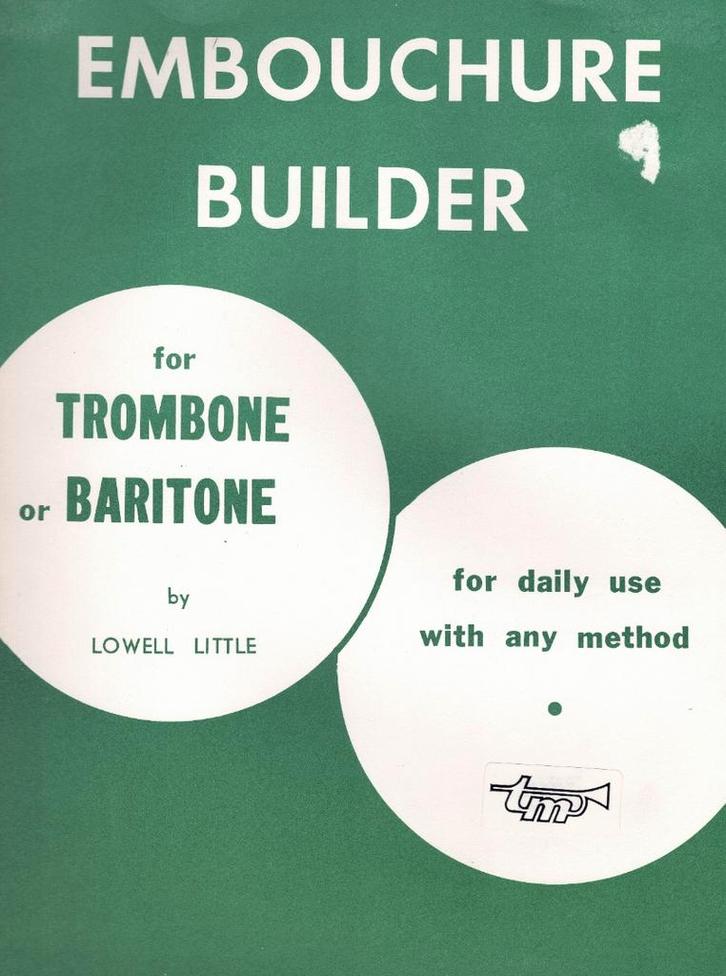 EMBOUCHURE
BUILDER
for
TROMBONE
or BARITONE
by
LOWELL LITTLE
for daily use
with any method
tmp